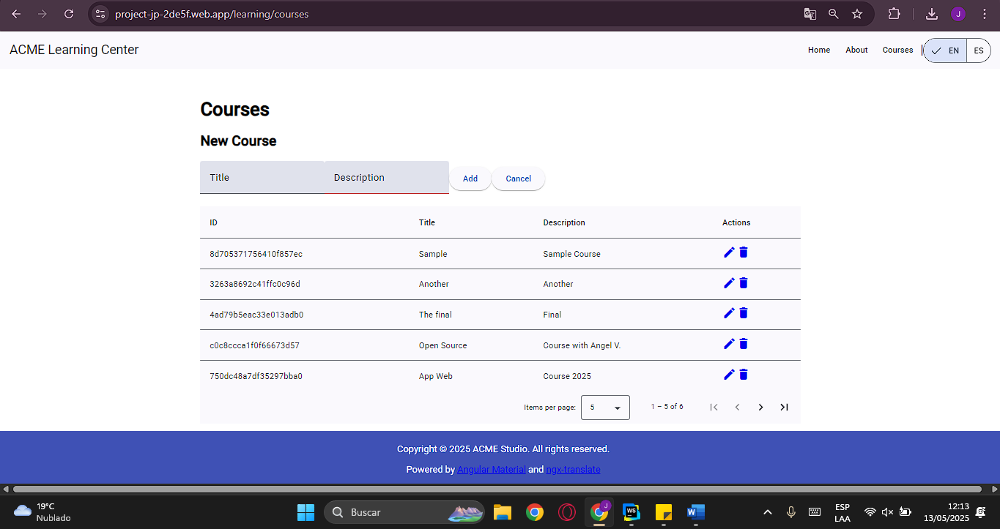 project-jp-2de5f.web.app/learning/courses
J
ACME Learning Center
Home About Courses EN ES
Courses
New Course
Title Description Add Cancel
ID Title Description Actions
8d705371756410f857ec Sample Sample Course
3263a8692c41ffc0c96d Another Another
4ad79b5eac33e013adb0 The final Final
c0c8ccca1f0f66673d57 Open Source Course with Angel V.
750dc48a7df35297bba0 App Web Course 2025
Items per page: 5 1 – 5 of 6
Copyright © 2025 ACME Studio. All rights reserved.
Powered by Angular Material and ngx-translate
19°C
Nublado
Buscar
J
WS
W
ESP
LAA
12:13
13/05/2025